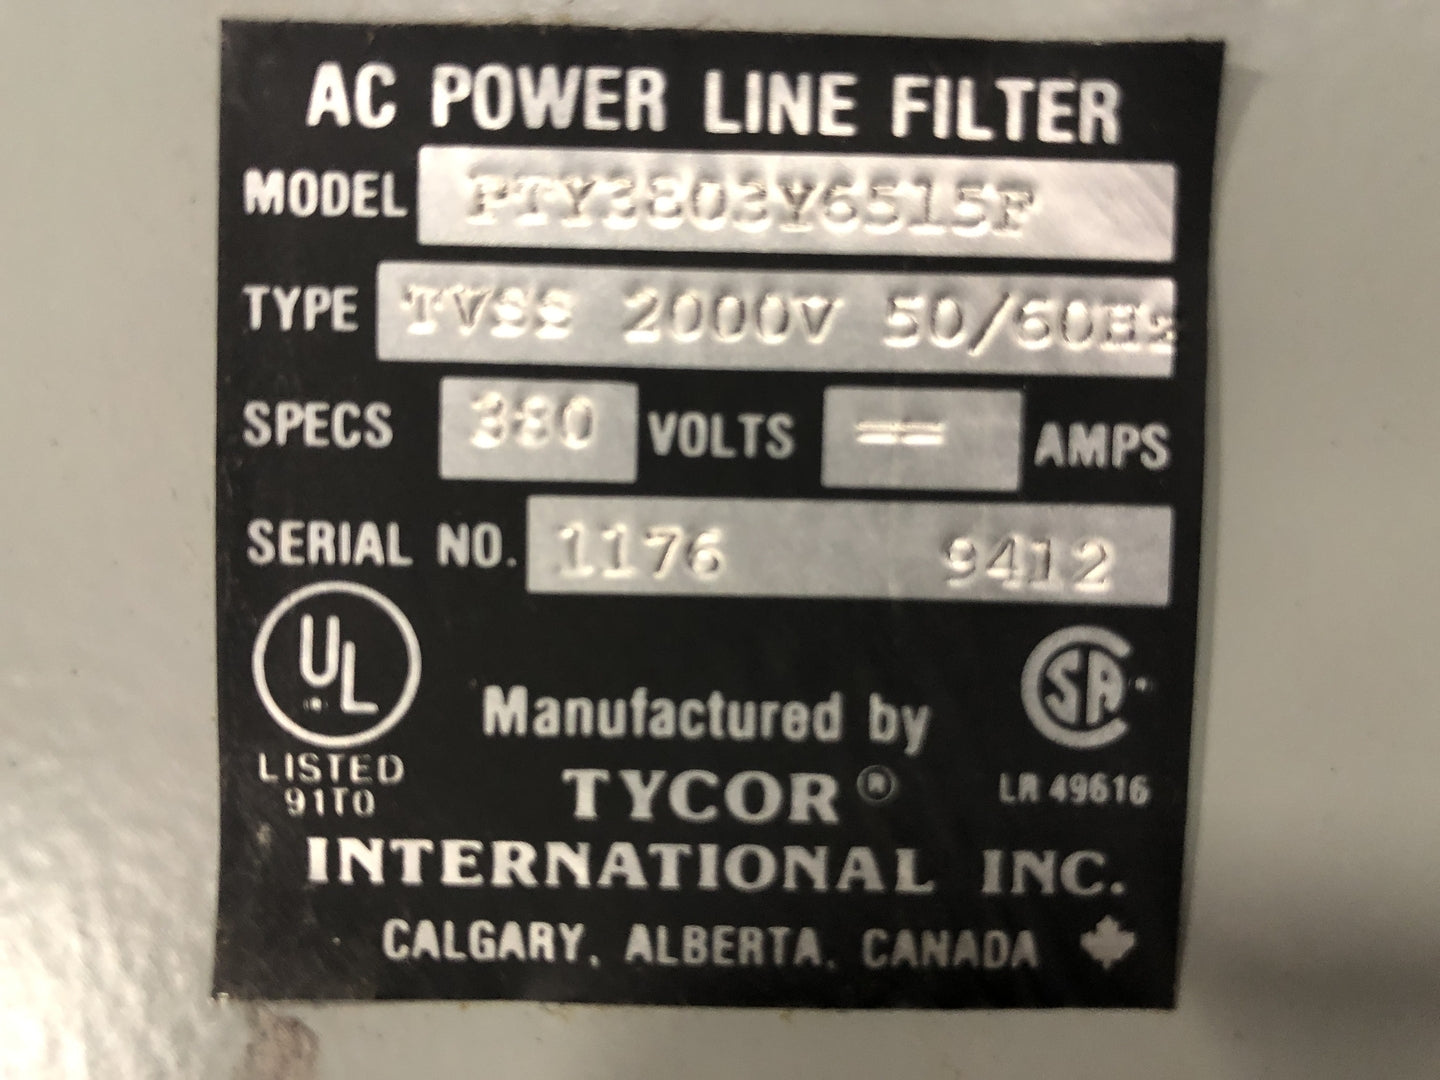 AC POWER LINE FILTER
MODEL PTY3803Y6515F
TYPE TVSS 2000V 50/60Hz
SPECS 380 VOLTS -- AMPS
SERIAL NO. 1176 9412
UL
LISTED
91T0
SA
LR 49616
Manufactured by
TYCOR ®
INTERNATIONAL INC.
CALGARY, ALBERTA, CANADA